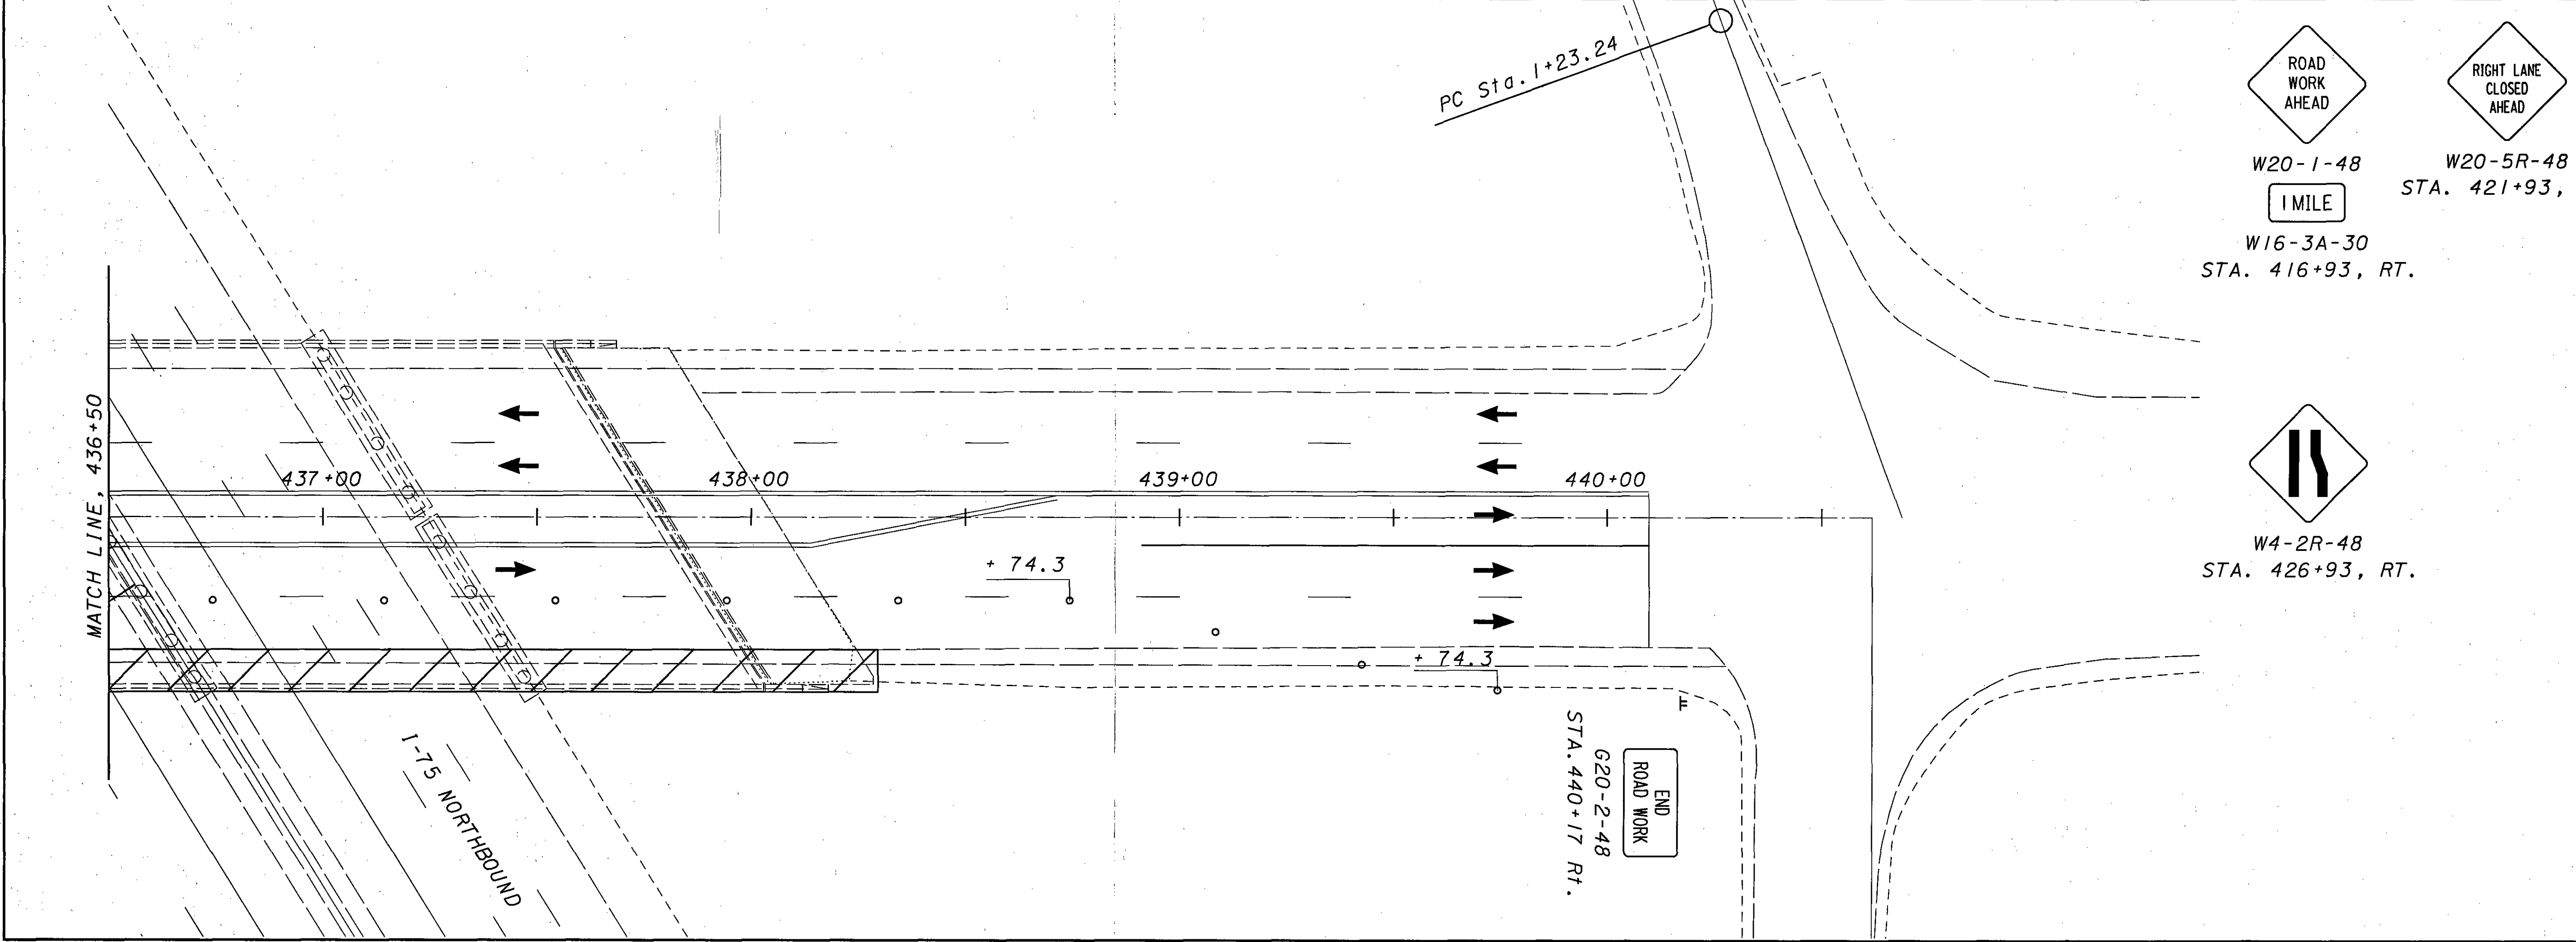 PC Sta. 1+23.24
ROAD
WORK
AHEAD
W20-1-48
1 MILE
W16-3A-30
STA. 416+93, RT.
RIGHT LANE
CLOSED
AHEAD
W20-5R-48
STA. 421+93,
MATCH LINE, 436+50
437+00
438+00
439+00
440+00
+ 74.3
+ 74.3
W4-2R-48
STA. 426+93, RT.
I-75 NORTHBOUND
END
ROAD WORK
G20-2-48
STA. 440+17 Rt.